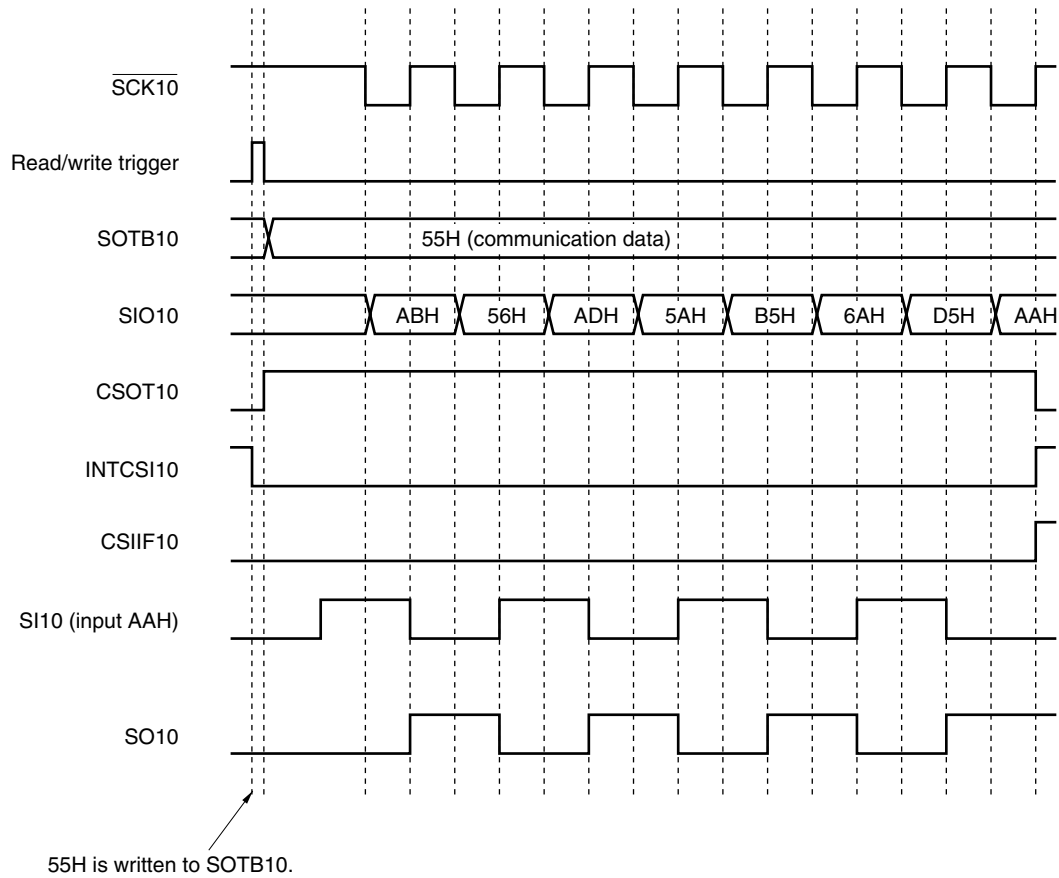 SCK10
Read/write trigger
SOTB10
55H (communication data)
SIO10
ABH 56H ADH 5AH B5H 6AH D5H AAH
CSOT10
INTCSI10
CSIIF10
SI10 (input AAH)
SO10
55H is written to SOTB10.